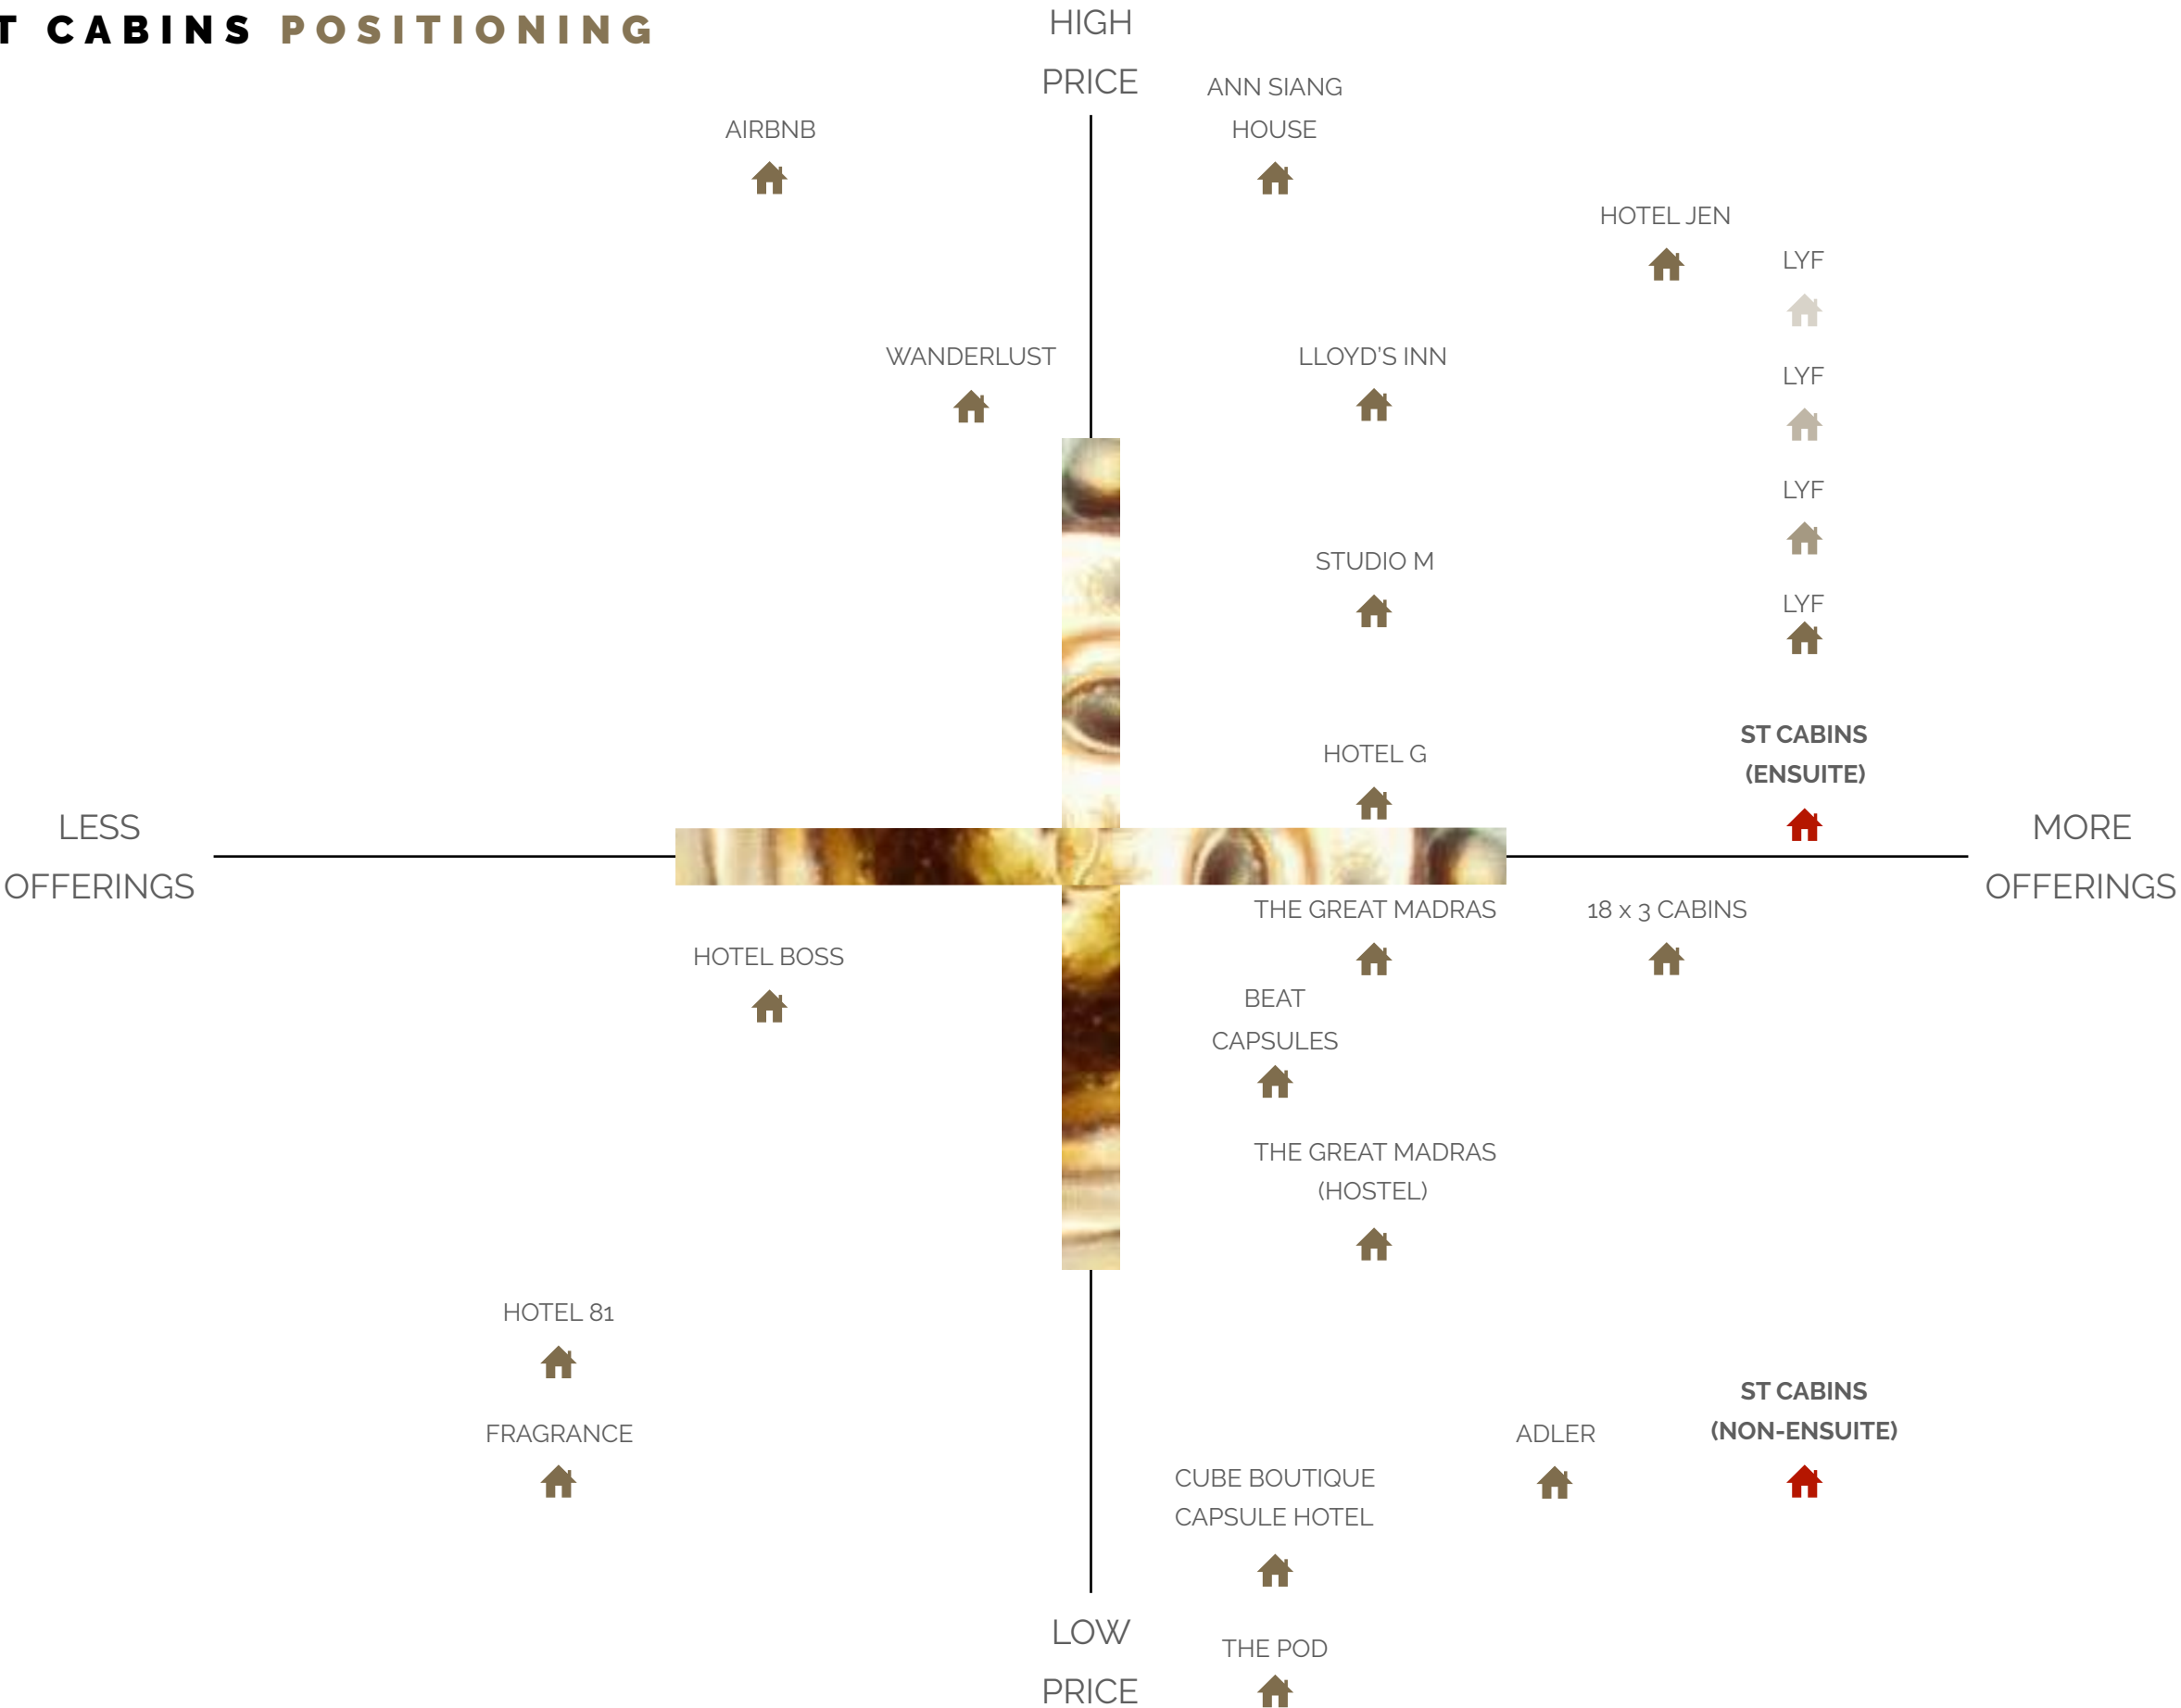 T CABINS POSITIONING
HIGH
PRICE
ANN SIANG
HOUSE
AIRBNB
HOTEL JEN
LYF
WANDERLUST
LLOYD'S INN
LYF
LYF
STUDIO M
LYF
ST CABINS
(ENSUITE)
HOTEL G
LESS
OFFERINGS
MORE
OFFERINGS
THE GREAT MADRAS
18 x 3 CABINS
HOTEL BOSS
BEAT
CAPSULES
THE GREAT MADRAS
(HOSTEL)
HOTEL 81
FRAGRANCE
ST CABINS
(NON-ENSUITE)
ADLER
CUBE BOUTIQUE
CAPSULE HOTEL
LOW
PRICE
THE POD